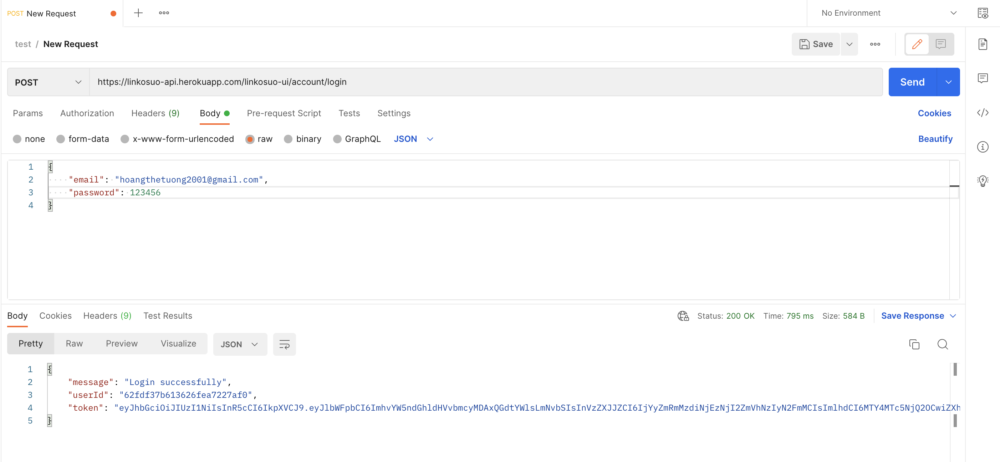 POST New Request
No Environment
test / New Request
Save
POST
https://linkosuo-api.herokuapp.com/linkosuo-ui/account/login
Send
Params Authorization Headers (9) Body Pre-request Script Tests Settings Cookies
none form-data x-www-form-urlencoded raw binary GraphQL JSON Beautify
1 {
2 "email": "hoangthetuong2001@gmail.com",
3 "password": 123456
4 }
Body Cookies Headers (9) Test Results Status: 200 OK Time: 795 ms Size: 584 B Save Response
Pretty Raw Preview Visualize JSON
1 {
2 "message": "Login successfully",
3 "userId": "62fdf37b613626fea7227af0",
4 "token": "eyJhbGciOiJIUzI1NiIsInR5cCI6IkpXVCJ9.eyJlbWFpbCI6ImhvYW5ndGhldHVvbmcyMDAxQGdtYWlsLmNvbSIsInVzZXJJZCI6IjYyZmRmMzdiNjEzNjI2ZmVhNzIyN2FmMCIsImlhdCI6MTY4MTc5NjQ2OCwiZXh
5 }